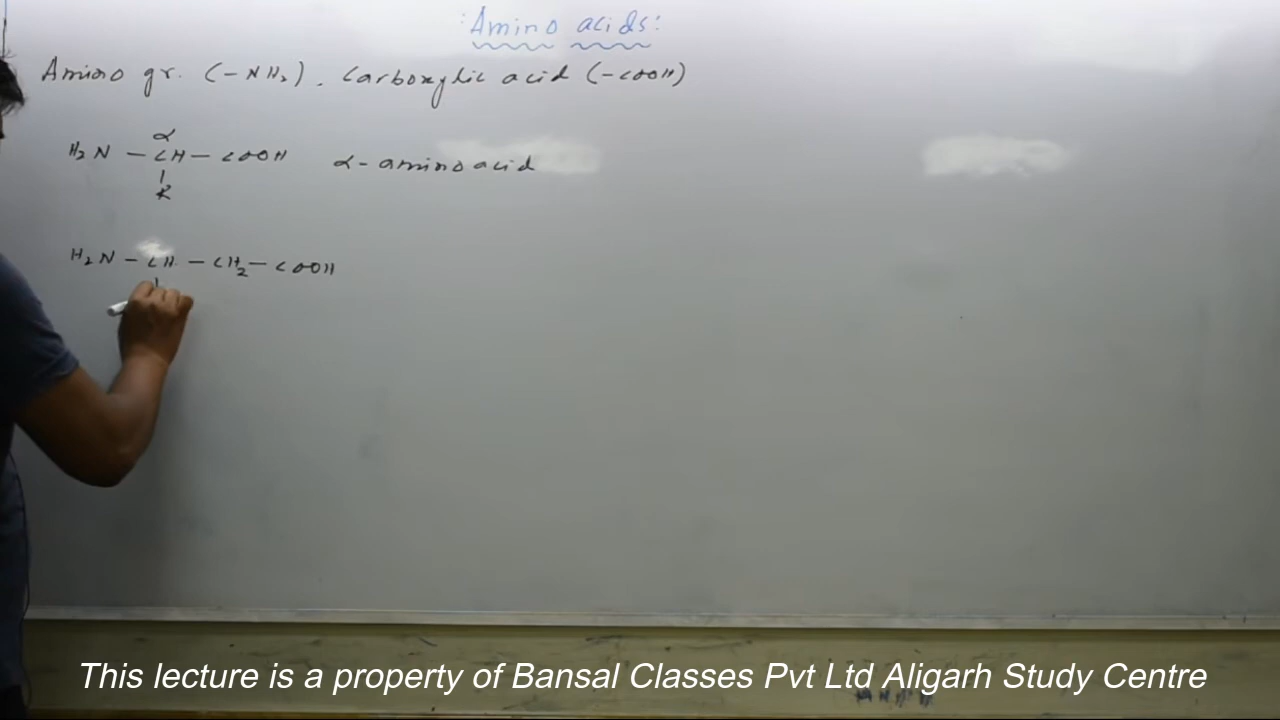 : Amino acids :
Amino gr. (-NH₂) . Carboxylic acid (-COOH)
α
H₂N - CH - COOH α- amino acid
R
H₂N - CH - CH₂ - COOH
This lecture is a property of Bansal Classes Pvt Ltd Aligarh Study Centre